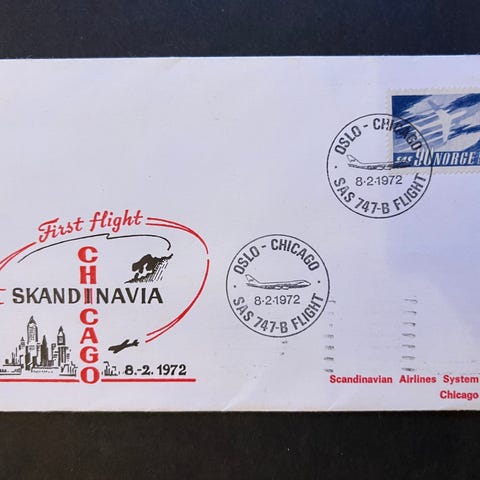 OSLO - CHICAGO
8-2-1972
SAS 747-B FLIGHT
SAS 90 NORGE
First flight
CHICAGO
SKANDINAVIA
8.-2. 1972
OSLO - CHICAGO
8-2-1972
SAS 747-B FLIGHT
Scandinavian Airlines System
Chicago